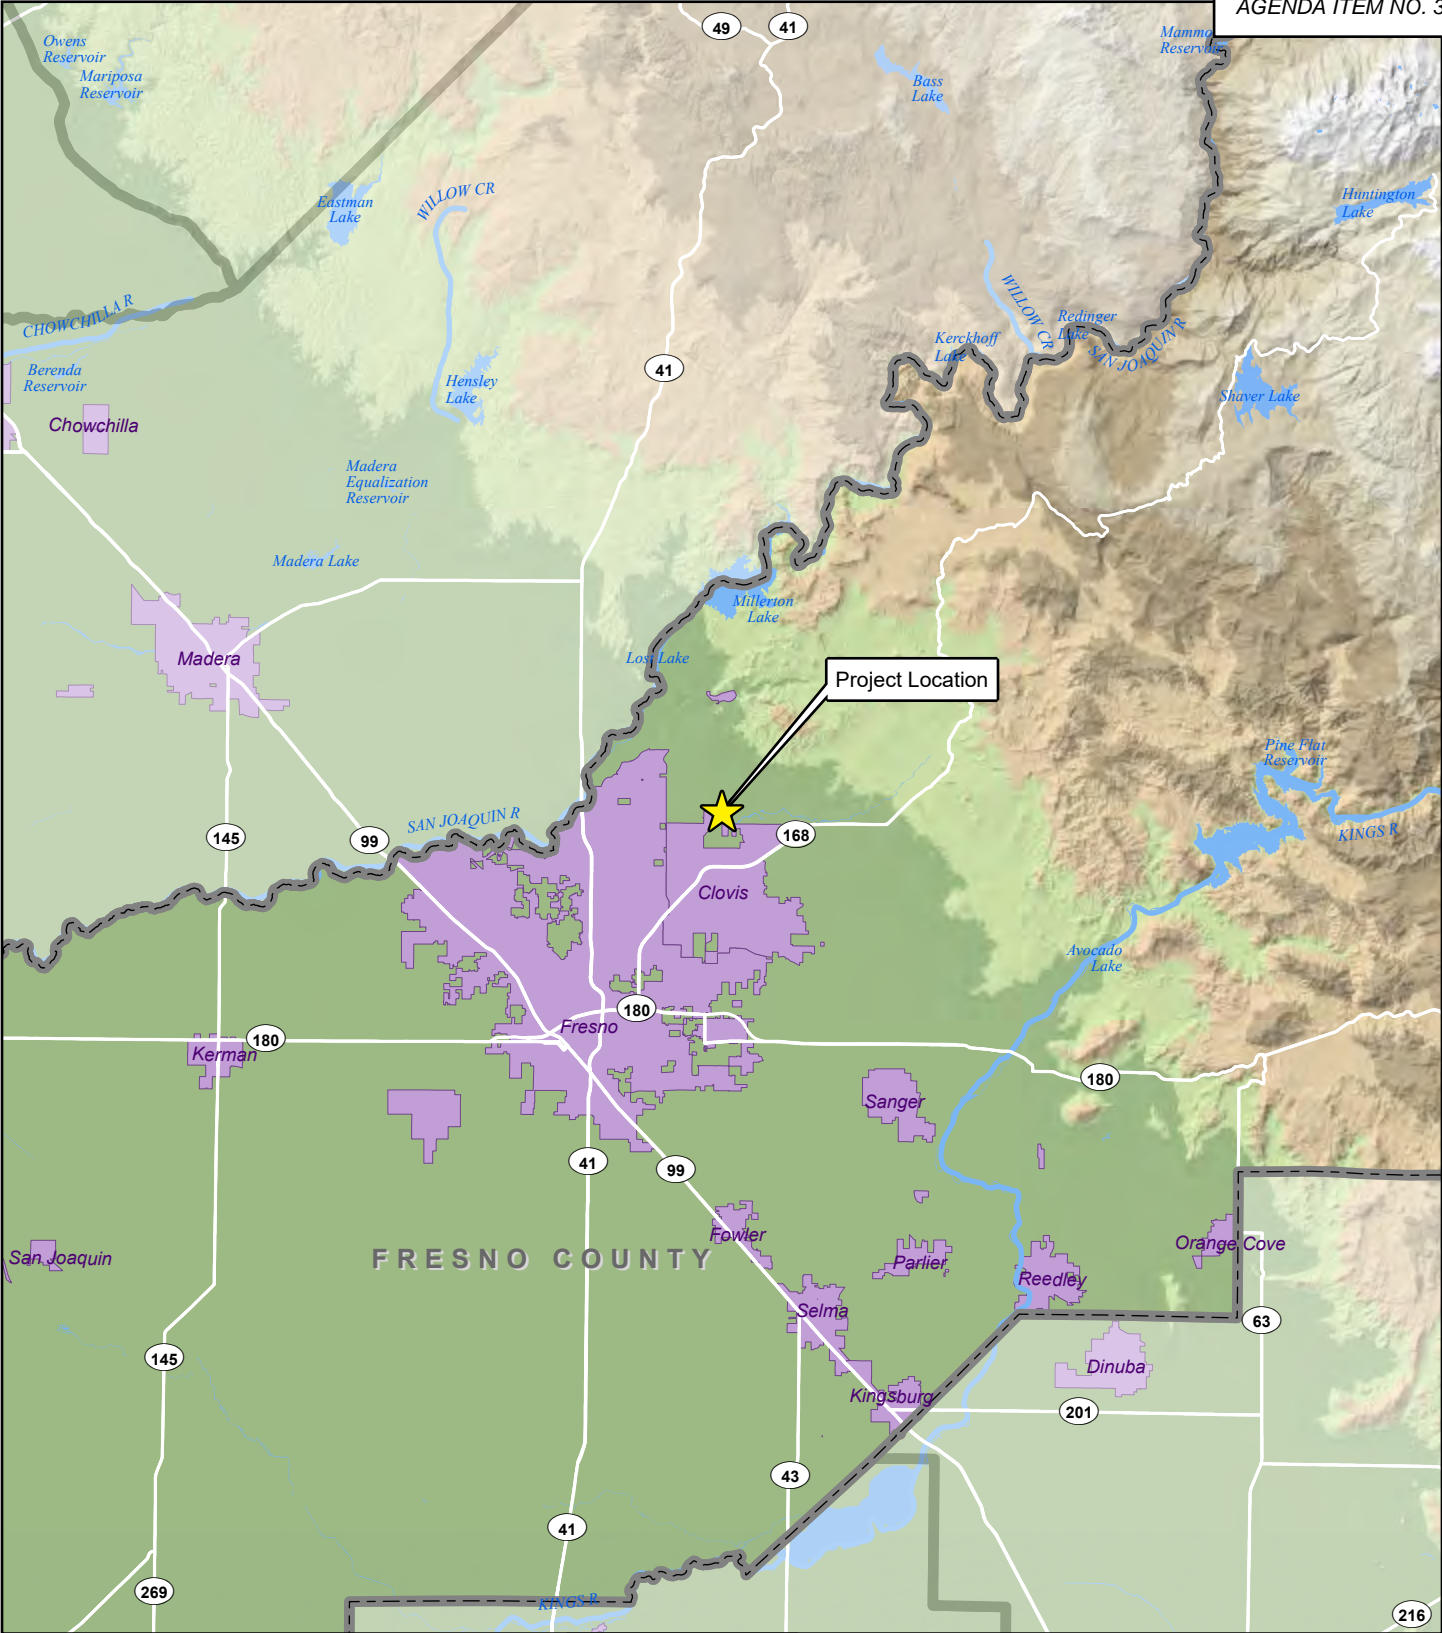 AGENDA ITEM NO. 3
49
41
Owens
Reservoir
Mariposa
Reservoir
Bass
Lake
Eastman
Lake
WILLOW CR
Huntington
Lake
CHOWCHILLA R
WILLOW CR
Redinger
Lake
SAN JOAQUIN R
Kerckhoff
Lake
Berenda
Reservoir
Hensley
Lake
41
Shaver Lake
Chowchilla
Madera
Equalization
Reservoir
Madera Lake
Millerton
Lake
Madera
Lost Lake
Project Location
Pine Flat
Reservoir
KINGS R
SAN JOAQUIN R
145
99
168
Clovis
Avocado
Lake
180
Fresno
Kerman
180
180
Sanger
41
99
Fowler
San Joaquin
FRESNO COUNTY
Parlier
Orange Cove
Reedley
Selma
63
145
Dinuba
Kingsburg
201
43
41
269
KINGS R
216